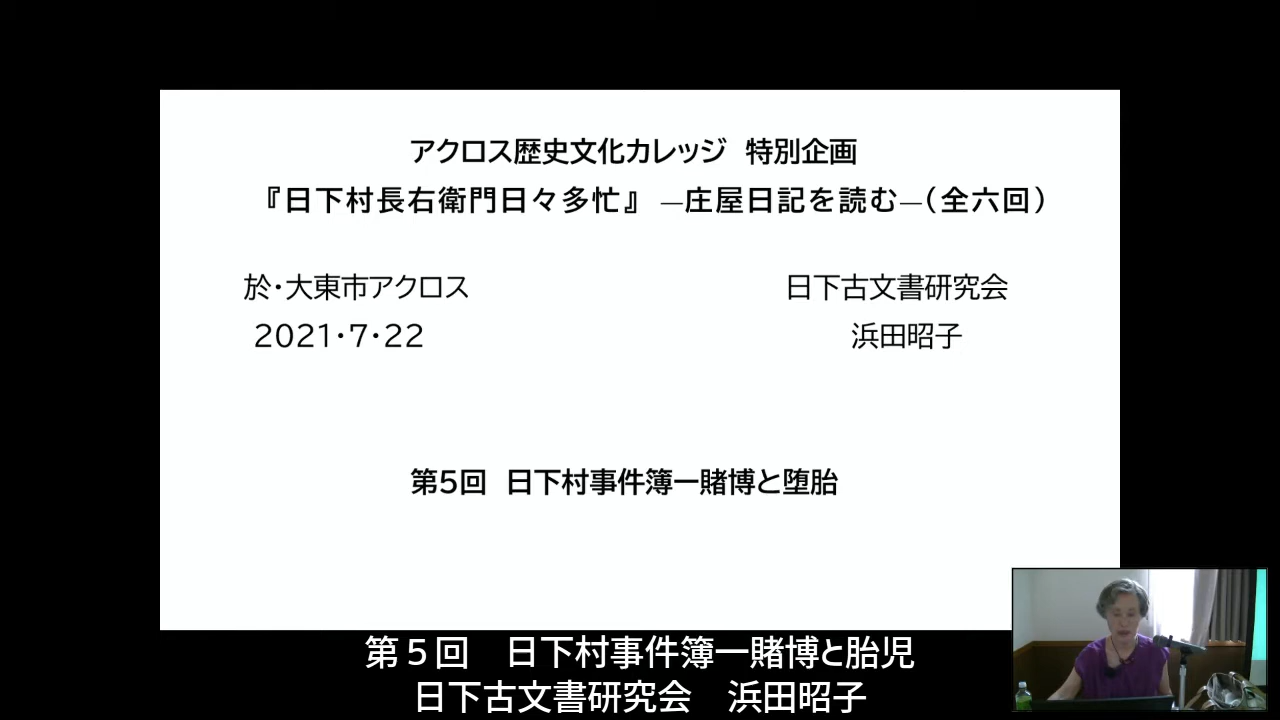 アクロス歴史文化カレッジ 特別企画
『日下村長右衛門日々多忙』 ―庄屋日記を読む―(全六回)
於・大東市アクロス 日下古文書研究会
2021・7・22 浜田昭子
第5回 日下村事件簿ー賭博と堕胎
第５回 日下村事件簿ー賭博と胎児
日下古文書研究会 浜田昭子